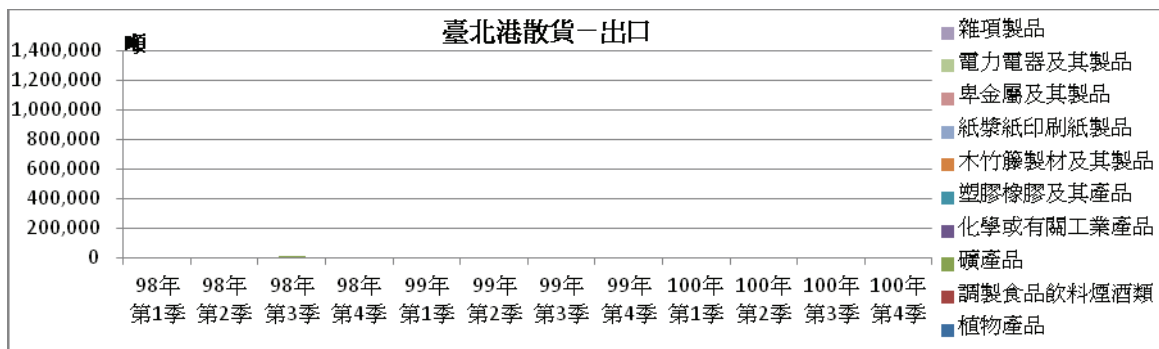 臺北港散貨－出口
順
1,400,000
1,200,000
1,000,000
800,000
600,000
400,000
200,000
0
98年 第1季
98年 第2季
98年 第3季
98年 第4季
99年 第1季
99年 第2季
99年 第3季
99年 第4季
100年 第1季
100年 第2季
100年 第3季
100年 第4季
雜項製品
電力電器及其製品
卑金屬及其製品
紙漿紙印刷紙製品
木竹籐製材及其製品
塑膠橡膠及其產品
化學或有關工業產品
礦產品
調製食品飲料煙酒類
植物產品